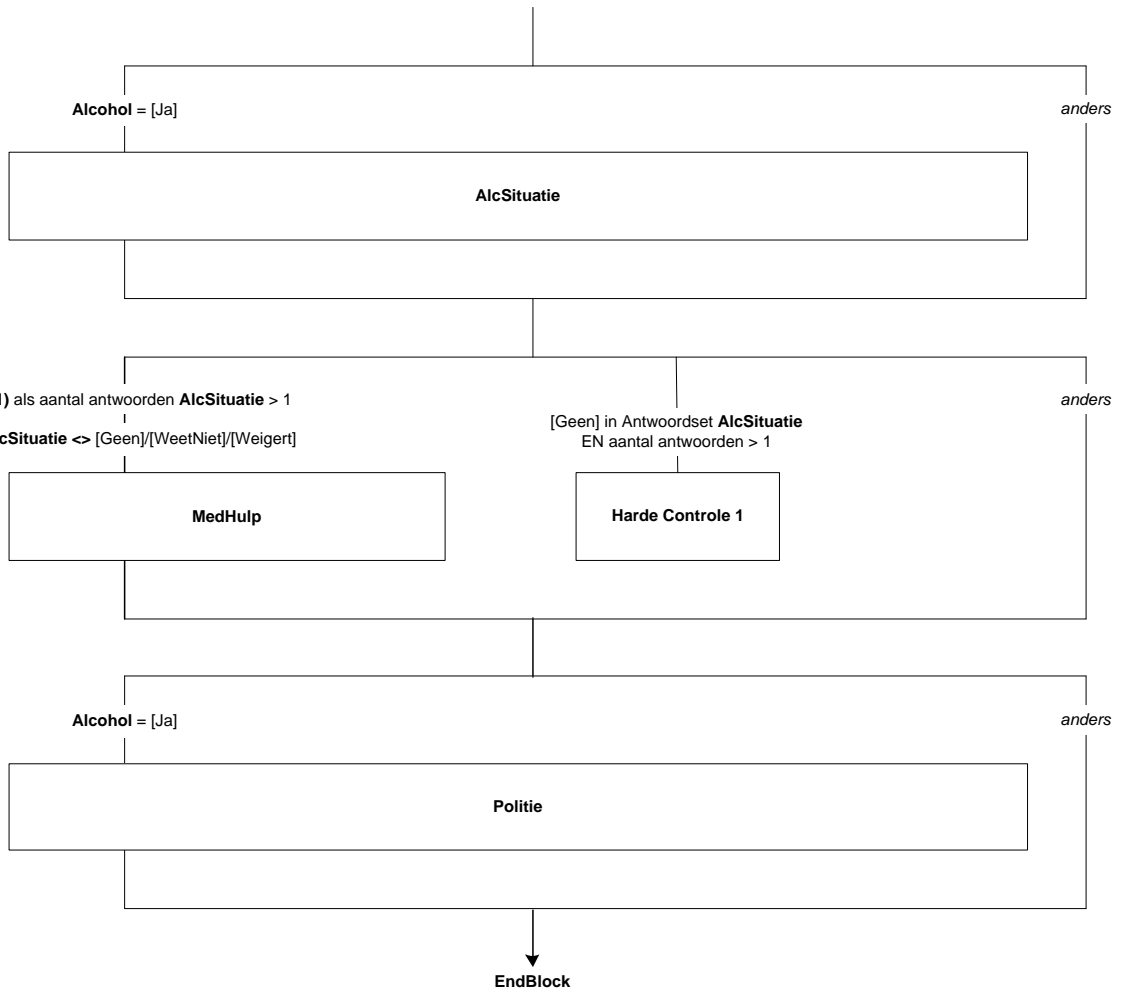 Alcohol = [Ja]
anders
AlcSituatie
) als aantal antwoorden AlcSituatie > 1
cSituatie <> [Geen]/[WeetNiet]/[Weigert]
[Geen] in Antwoordset AlcSituatie
EN aantal antwoorden > 1
anders
MedHulp
Harde Controle 1
Alcohol = [Ja]
anders
Politie
EndBlock